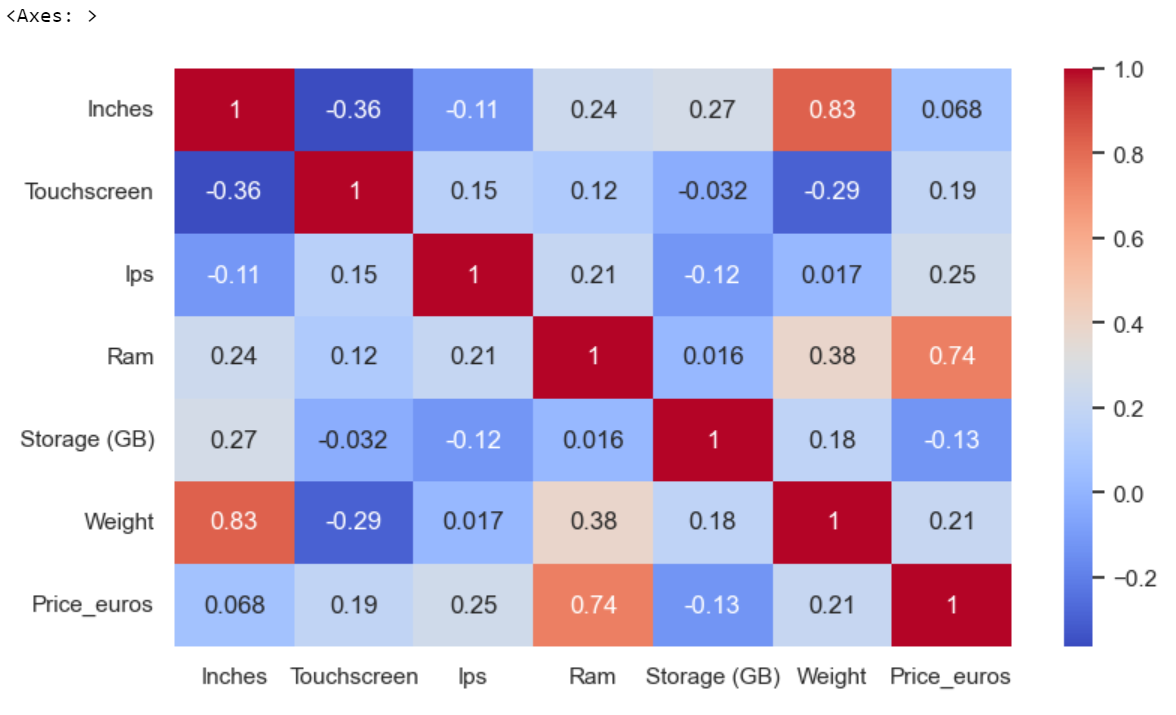 <Axes: >
Inches 1 -0.36 -0.11 0.24 0.27 0.83 0.068
Touchscreen -0.36 1 0.15 0.12 -0.032 -0.29 0.19
Ips -0.11 0.15 1 0.21 -0.12 0.017 0.25
Ram 0.24 0.12 0.21 1 0.016 0.38 0.74
Storage (GB) 0.27 -0.032 -0.12 0.016 1 0.18 -0.13
Weight 0.83 -0.29 0.017 0.38 0.18 1 0.21
Price_euros 0.068 0.19 0.25 0.74 -0.13 0.21 1
Inches Touchscreen Ips Ram Storage (GB) Weight Price_euros
1.0
0.8
0.6
0.4
0.2
0.0
−0.2